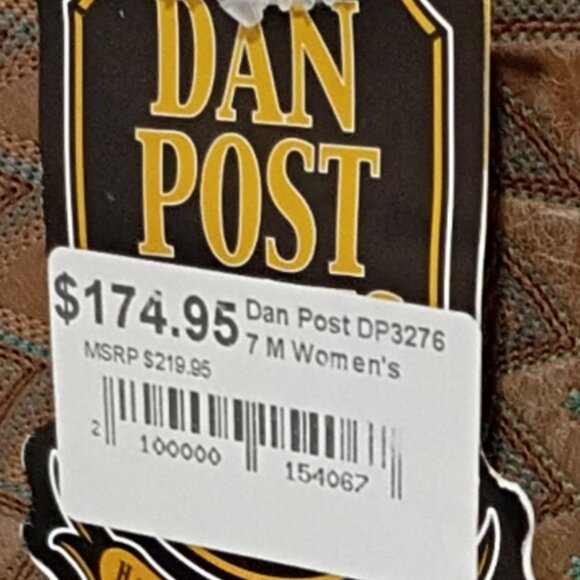 DAN
POST
$174.95 Dan Post DP3276
7 M Women's
MSRP $219.95
2 100000 154067